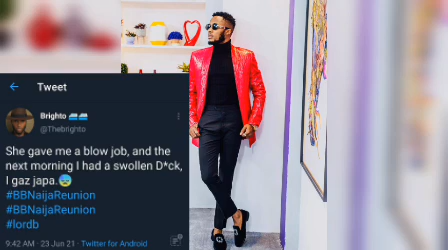 Tweet
Brighto
@Thebrighto
She gave me a blow job, and the
next morning I had a swollen D*ck,
I gaz japa.😰
#BBNaijaReunion
#BBNaijaReunion
#lordb
9:42 AM · 23 Jun 21 · Twitter for Android